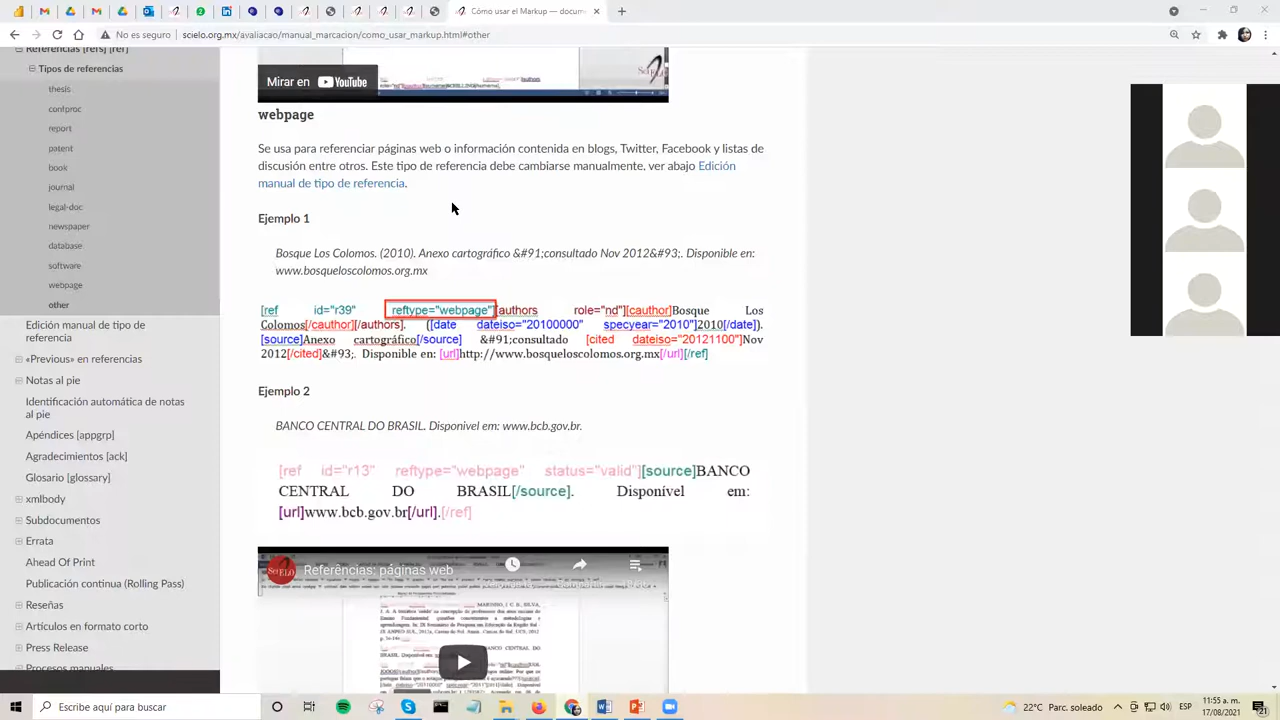 Cómo usar el Markup — docum
No es seguro
scielo.org.mx/avaliacao/manual_marcacion/como_usar_markup.html#other
Referencias [refs] [ref]
Tipos de referencias
thesis
confproc
report
patent
book
journal
legal-doc
newspaper
database
software
webpage
other
Edición manual de tipo de
referencia
«Previous» en referencias
Notas al pie
Identificación automática de notas
al pie
Apéndices [appgrp]
Agradecimientos [ack]
Glosario [glossary]
xmlbody
Subdocumentos
Errata
Ahead Of Print
Publicación continua (Rolling Pass)
Reseñas
Artículos en formato corto
Press Release
Procesos manuales
Mirar en YouTube
webpage
Se usa para referenciar páginas web o información contenida en blogs, Twitter, Facebook y listas de
discusión entre otros. Este tipo de referencia debe cambiarse manualmente, ver abajo Edición
manual de tipo de referencia.
Ejemplo 1
Bosque Los Colomos. (2010). Anexo cartográfico &#91;consultado Nov 2012&#93;. Disponible en:
www.bosqueloscolomos.org.mx
[ref id="r39" reftype="webpage"][authors role="nd"][cauthor]Bosque Los
Colomos[/cauthor][/authors]. ([date dateiso="20100000" specyear="2010"]2010[/date]).
[source]Anexo cartográfico[/source] &#91;consultado [cited dateiso="20121100"]Nov
2012[/cited]&#93;. Disponible en: [url]http://www.bosqueloscolomos.org.mx[/url][/ref]
Ejemplo 2
BANCO CENTRAL DO BRASIL. Disponivel em: www.bcb.gov.br.
[ref id="r13" reftype="webpage" status="valid"][source]BANCO
CENTRAL DO BRASIL[/source]. Disponível em:
[url]www.bcb.gov.br[/url].[/ref]
SciELO
Referencias: páginas web
Escribe aquí para buscar
22°C Parc. soleado
ESP
11:55 a. m.
17/08/2021